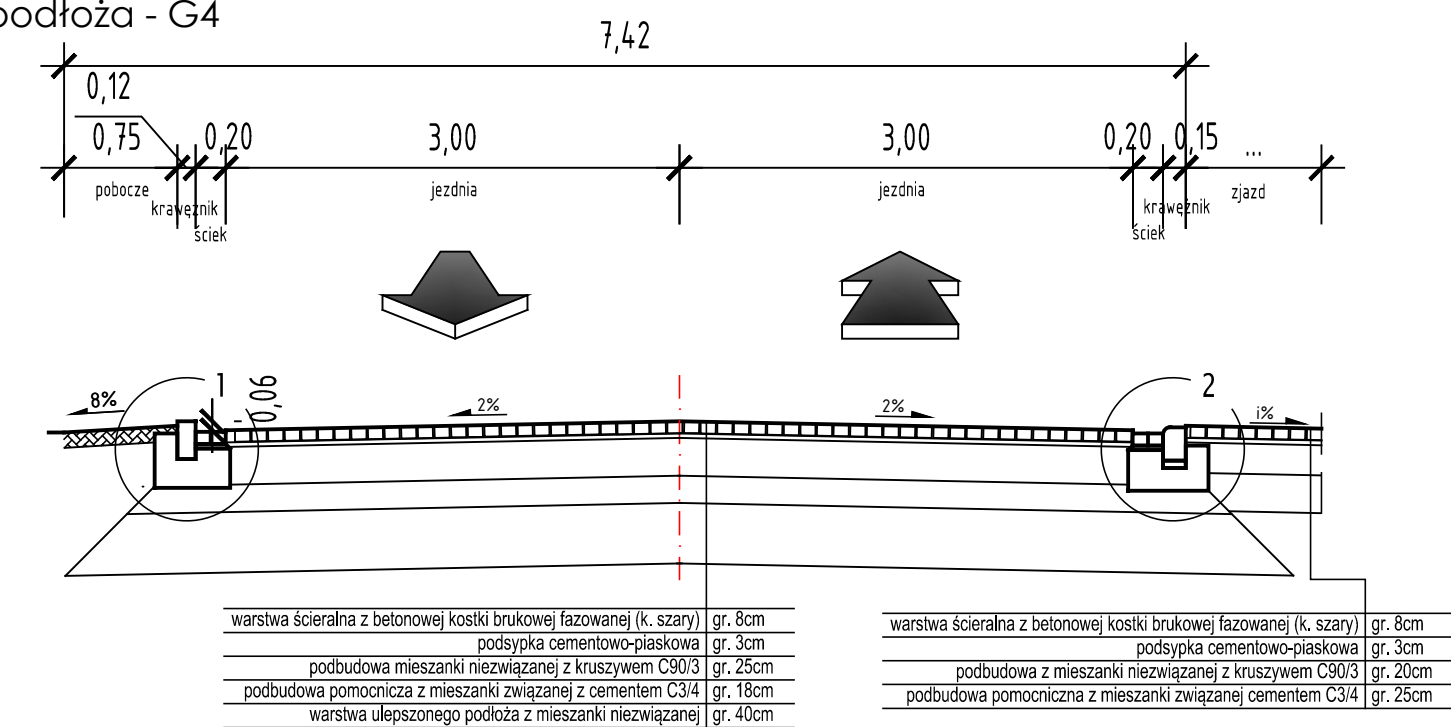 podłoża - G4
7,42
0,12
0,75 0,20 3,00 3,00 0,20 0,15 ...
pobocze jezdnia jezdnia zjazd
krawężnik krawężnik
ściek ściek
1 0,06 2
8% 2% 2% i%
warstwa ścieralna z betonowej kostki brukowej fazowanej (k. szary) gr. 8cm
podsypka cementowo-piaskowa gr. 3cm
podbudowa mieszanki niezwiązanej z kruszywem C90/3 gr. 25cm
podbudowa pomocnicza z mieszanki związanej z cementem C3/4 gr. 18cm
warstwa ulepszonego podłoża z mieszanki niezwiązanej gr. 40cm
warstwa ścieralna z betonowej kostki brukowej fazowanej (k. szary) gr. 8cm
podsypka cementowo-piaskowa gr. 3cm
podbudowa z mieszanki niezwiązanej z kruszywem C90/3 gr. 20cm
podbudowa pomocniczna z mieszanki związanej cementem C3/4 gr. 25cm